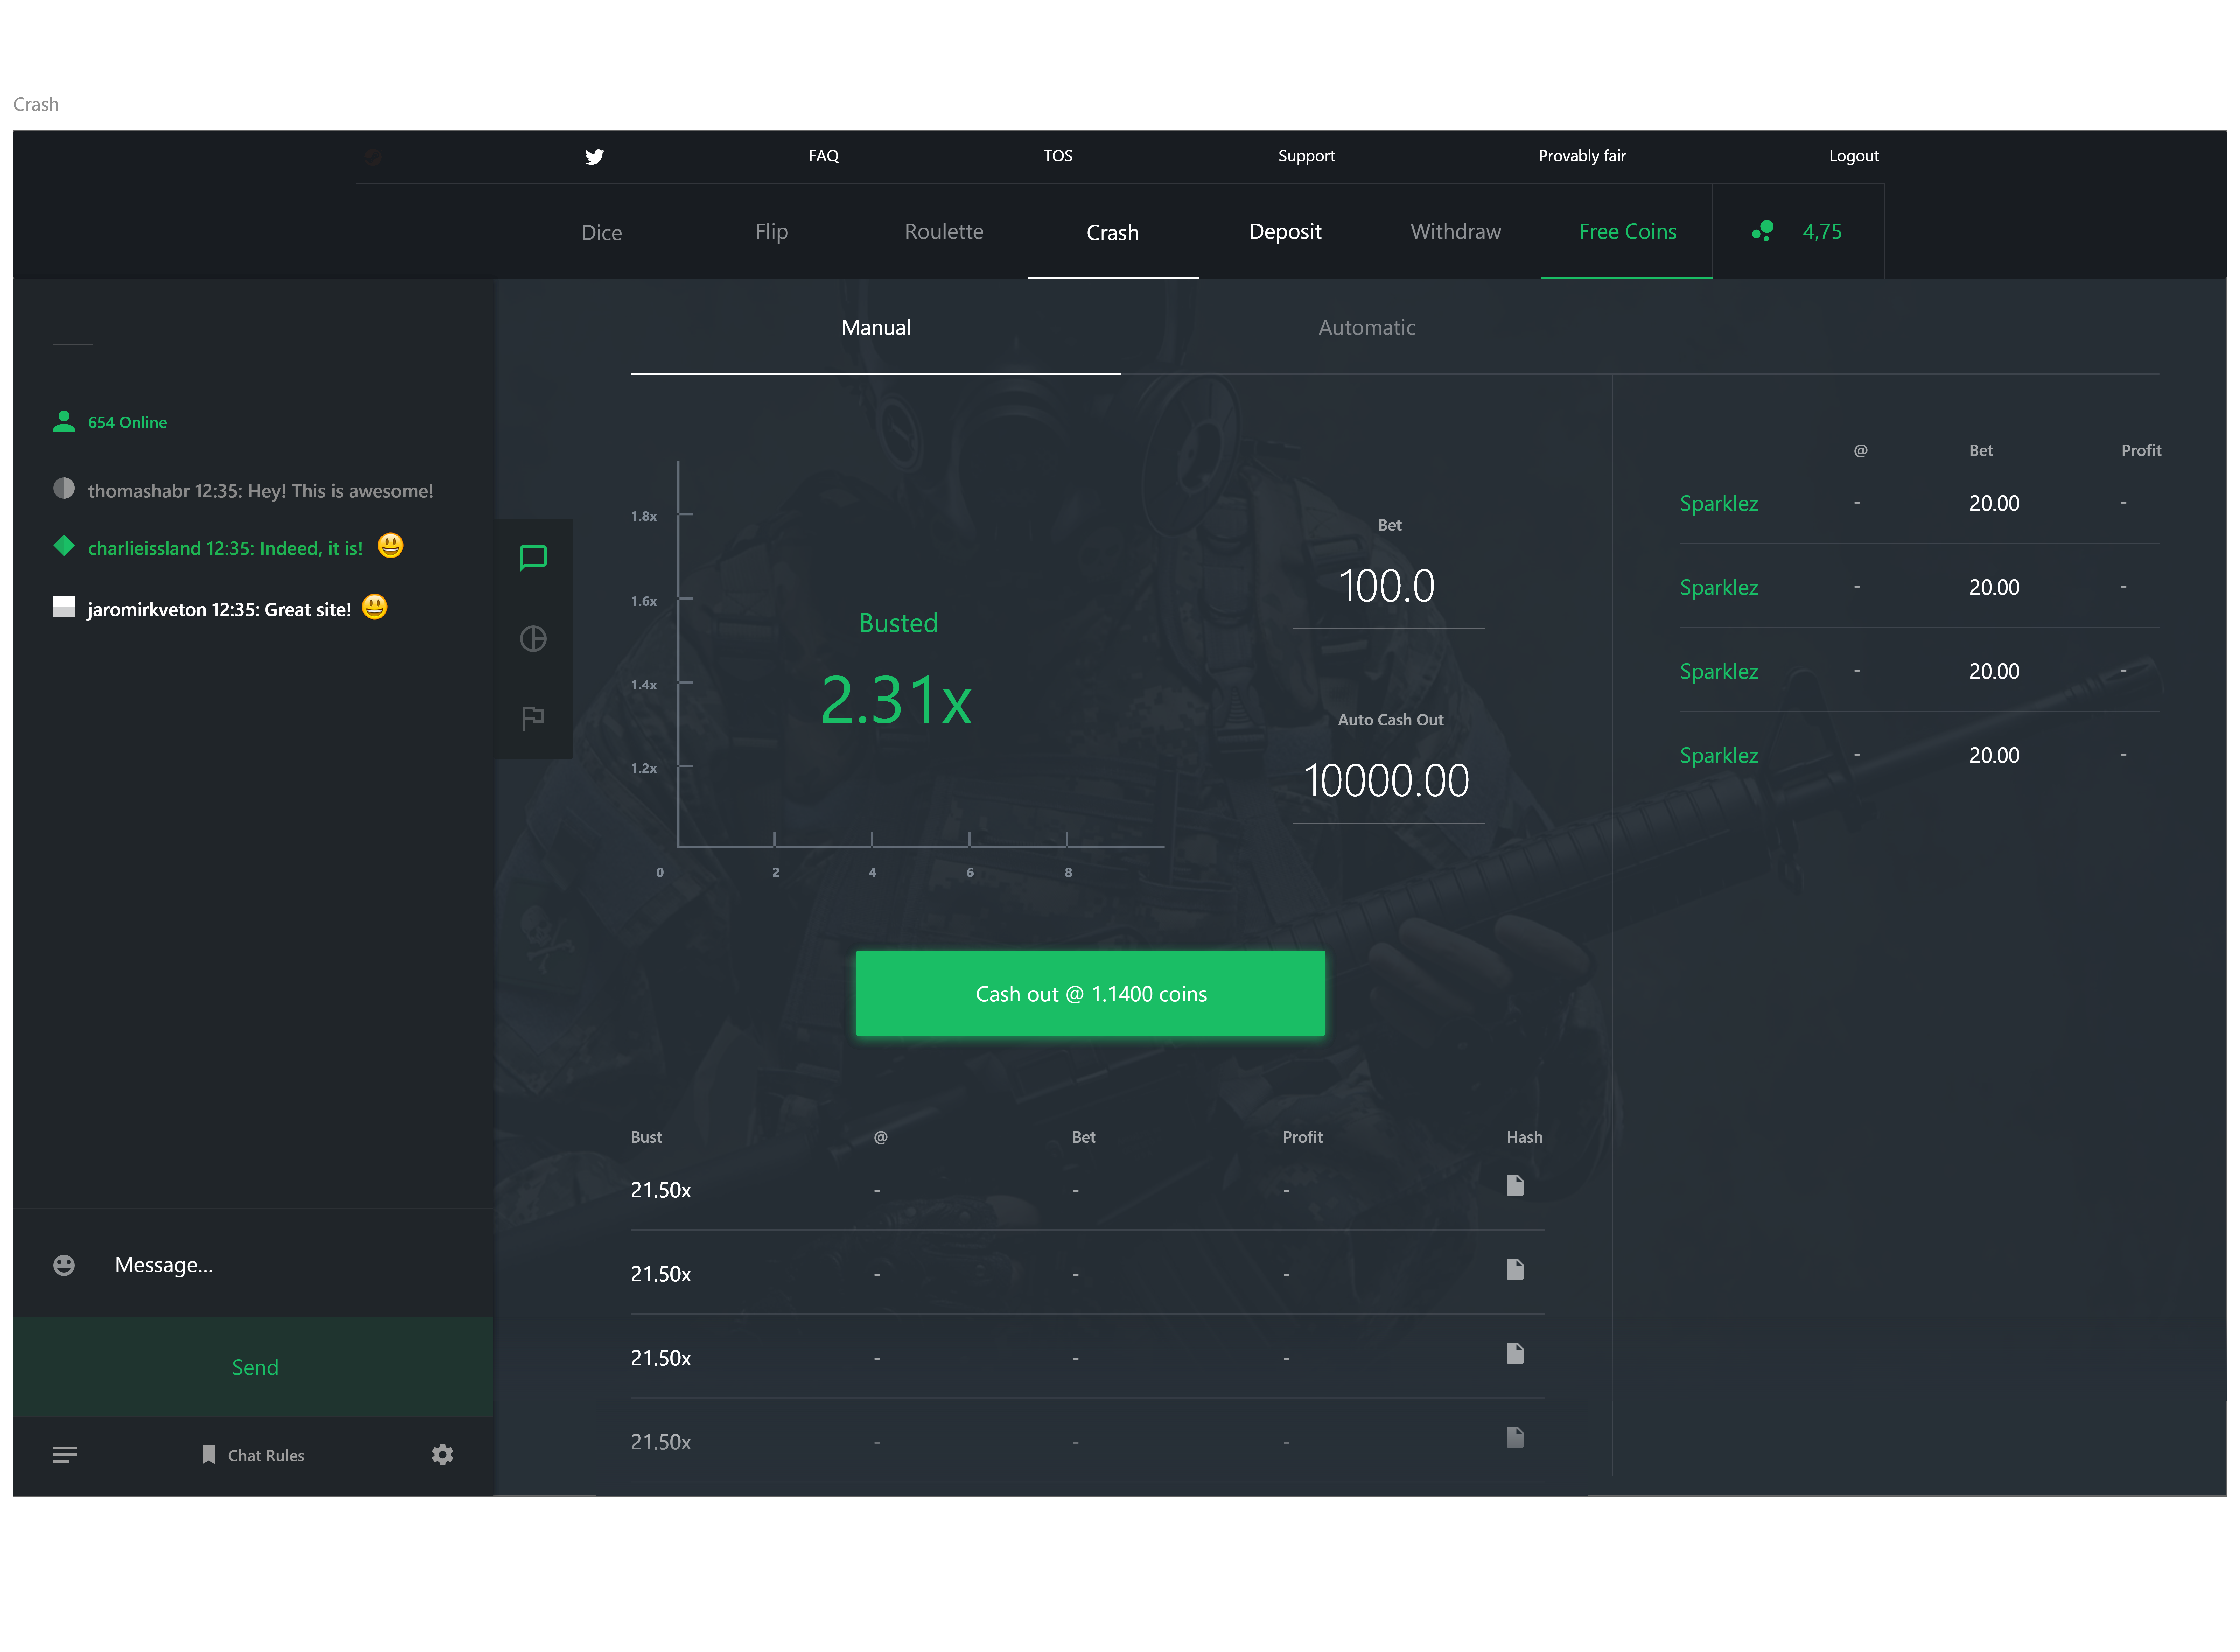 Crash
FAQ TOS Support Provably fair Logout
Dice Flip Roulette Crash Deposit Withdraw Free Coins 4,75
Manual Automatic
654 Online
thomashabr 12:35: Hey! This is awesome!
charlieissland 12:35: Indeed, it is! 😃
jaromirkveton 12:35: Great site! 😃
Message...
Send
Chat Rules
1.8x
1.6x
1.4x
1.2x
0 2 4 6 8
Busted
2.31x
Bet
100.0
Auto Cash Out
10000.00
Cash out @ 1.1400 coins
Bust @ Bet Profit Hash
21.50x - - -
21.50x - - -
21.50x - - -
21.50x - - -
@ Bet Profit
Sparklez - 20.00 -
Sparklez - 20.00 -
Sparklez - 20.00 -
Sparklez - 20.00 -